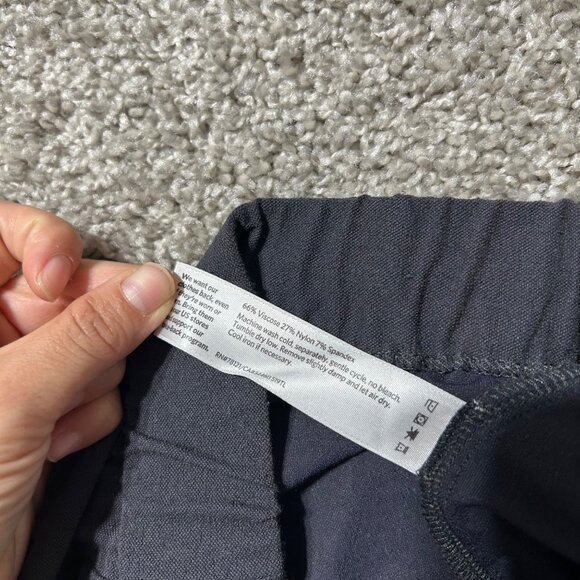 We want our
clothes back, even
they're worn or
Bring them
our US stores
support our
back program.
66% Viscose 27% Nylon 7% Spandex
Machine wash cold, separately, gentle cycle, no bleach.
Tumble dry low. Remove slightly damp and let air dry.
Cool iron if necessary.